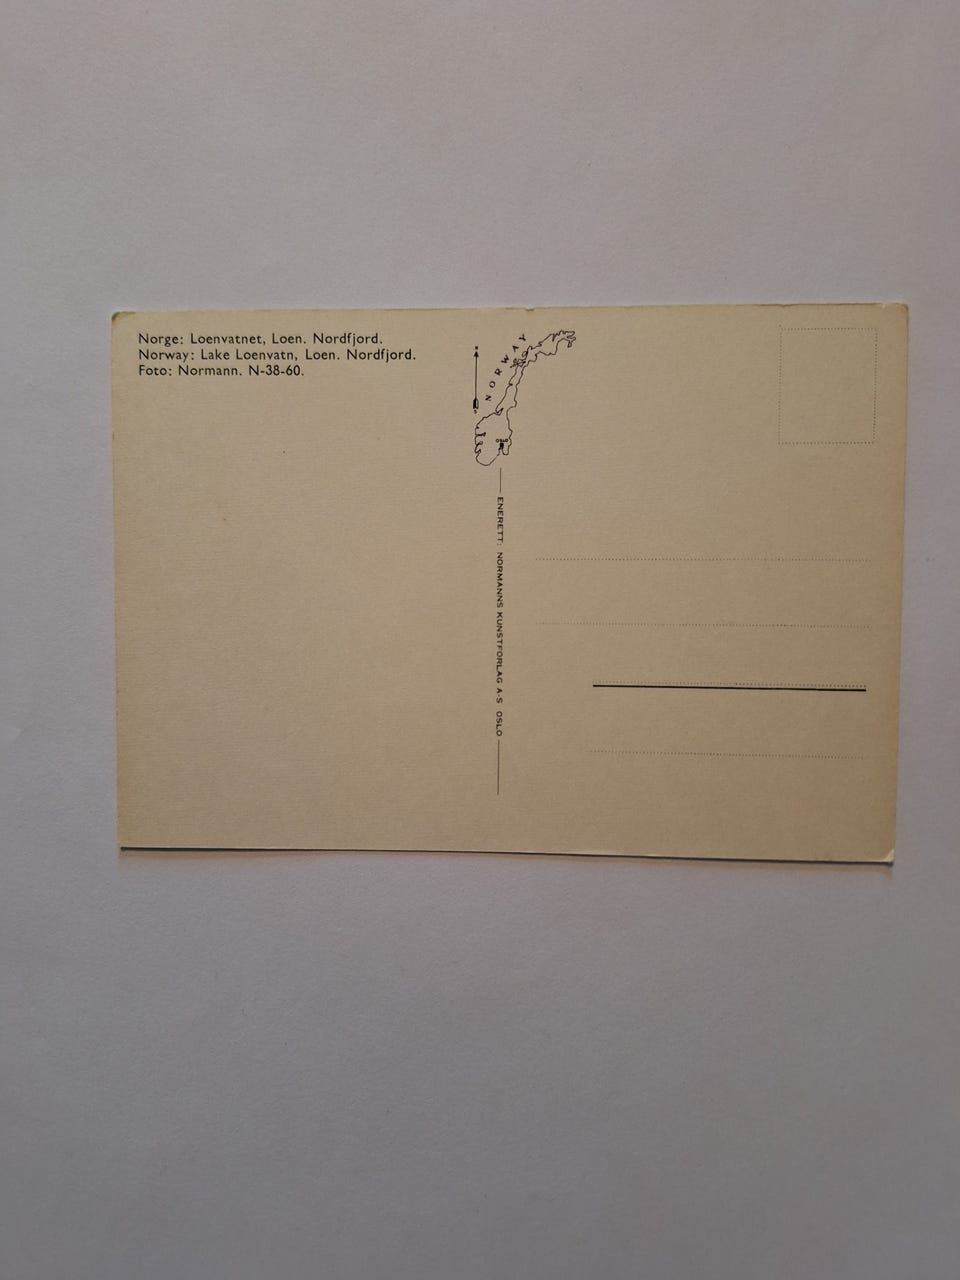 Norge: Loenvatnet, Loen. Nordfjord.
Norway: Lake Loenvatn, Loen. Nordfjord.
Foto: Normann. N-38-60.
NORWAY
OSLO
ENERETT: NORMANNS KUNSTFORLAG A-S OSLO